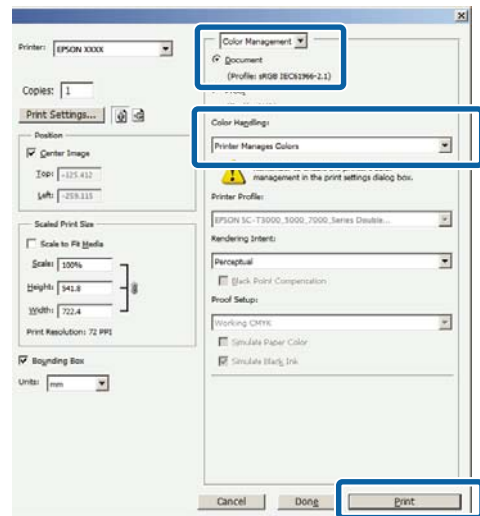 Printer: EPSON XXXX
Copies: 1
Print Settings...
Position
Center Image
Top: -125.412
Left: -259.115
Scaled Print Size
Scale to Fit Media
Scale: 100%
Height: 541.8
Width: 722.4
Print Resolution: 72 PPI
Bounding Box
Units: mm
Color Management
Document
(Profile: sRGB IEC61966-2.1)
Color Handling:
Printer Manages Colors
management in the print settings dialog box.
Printer Profile:
EPSON SC-T3000_5000_7000_Series Double...
Rendering Intent:
Perceptual
Black Point Compensation
Proof Setup:
Working CMYK
Simulate Paper Color
Simulate Black Ink
Cancel
Done
Print